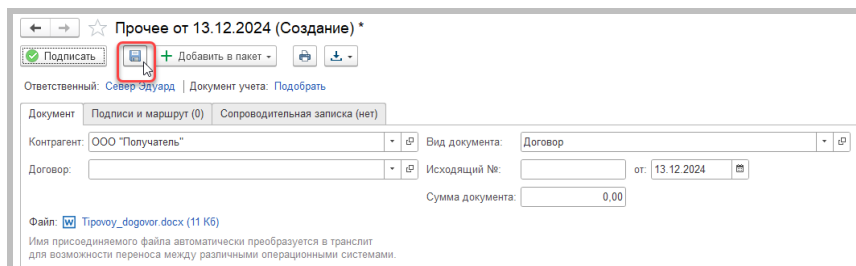 Прочее от 13.12.2024 (Создание) *
Подписать Добавить в пакет
Ответственный: Север Эдуард | Документ учета: Подобрать
Документ Подписи и маршрут (0) Сопроводительная записка (нет)
Контрагент: ООО "Получатель" Вид документа: Договор
Договор: Исходящий №: от: 13.12.2024
Сумма документа: 0,00
Файл: W Tipovoy_dogovor.docx (11 Кб)
Имя присоединяемого файла автоматически преобразуется в транслит
для возможности переноса между различными операционными системами.